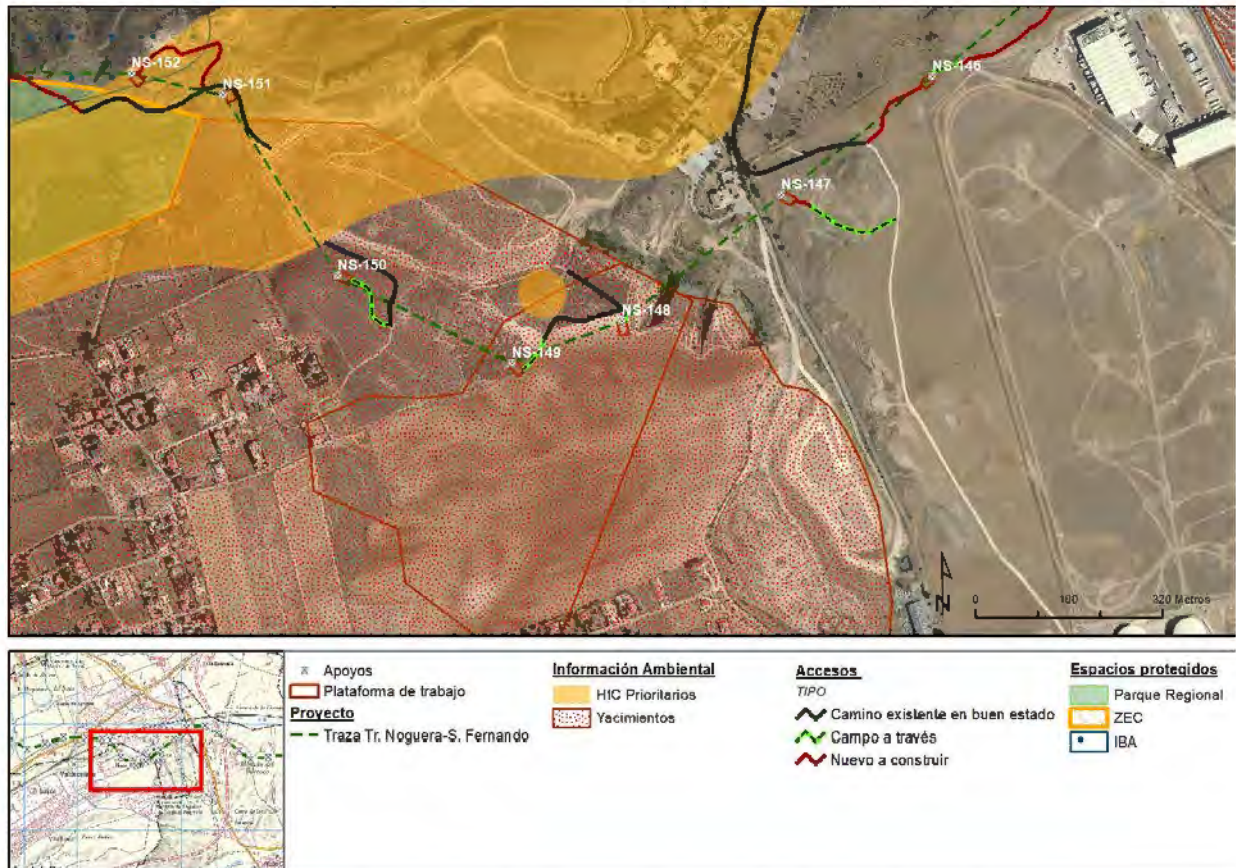 NS-152
NS-151
NS-146
NS-147
NS-150
NS-148
NS-149
N
0 160 320 Metros
Apoyos
Plataforma de trabajo
Proyecto
Traza Tr. Noguera-S. Fernando
Información Ambiental
HIC Prioritarios
Yacimientos
Accesos
TIPO
Camino existente en buen estado
Campo a través
Nuevo a construir
Espacios protegidos
Parque Regional
ZEC
IBA